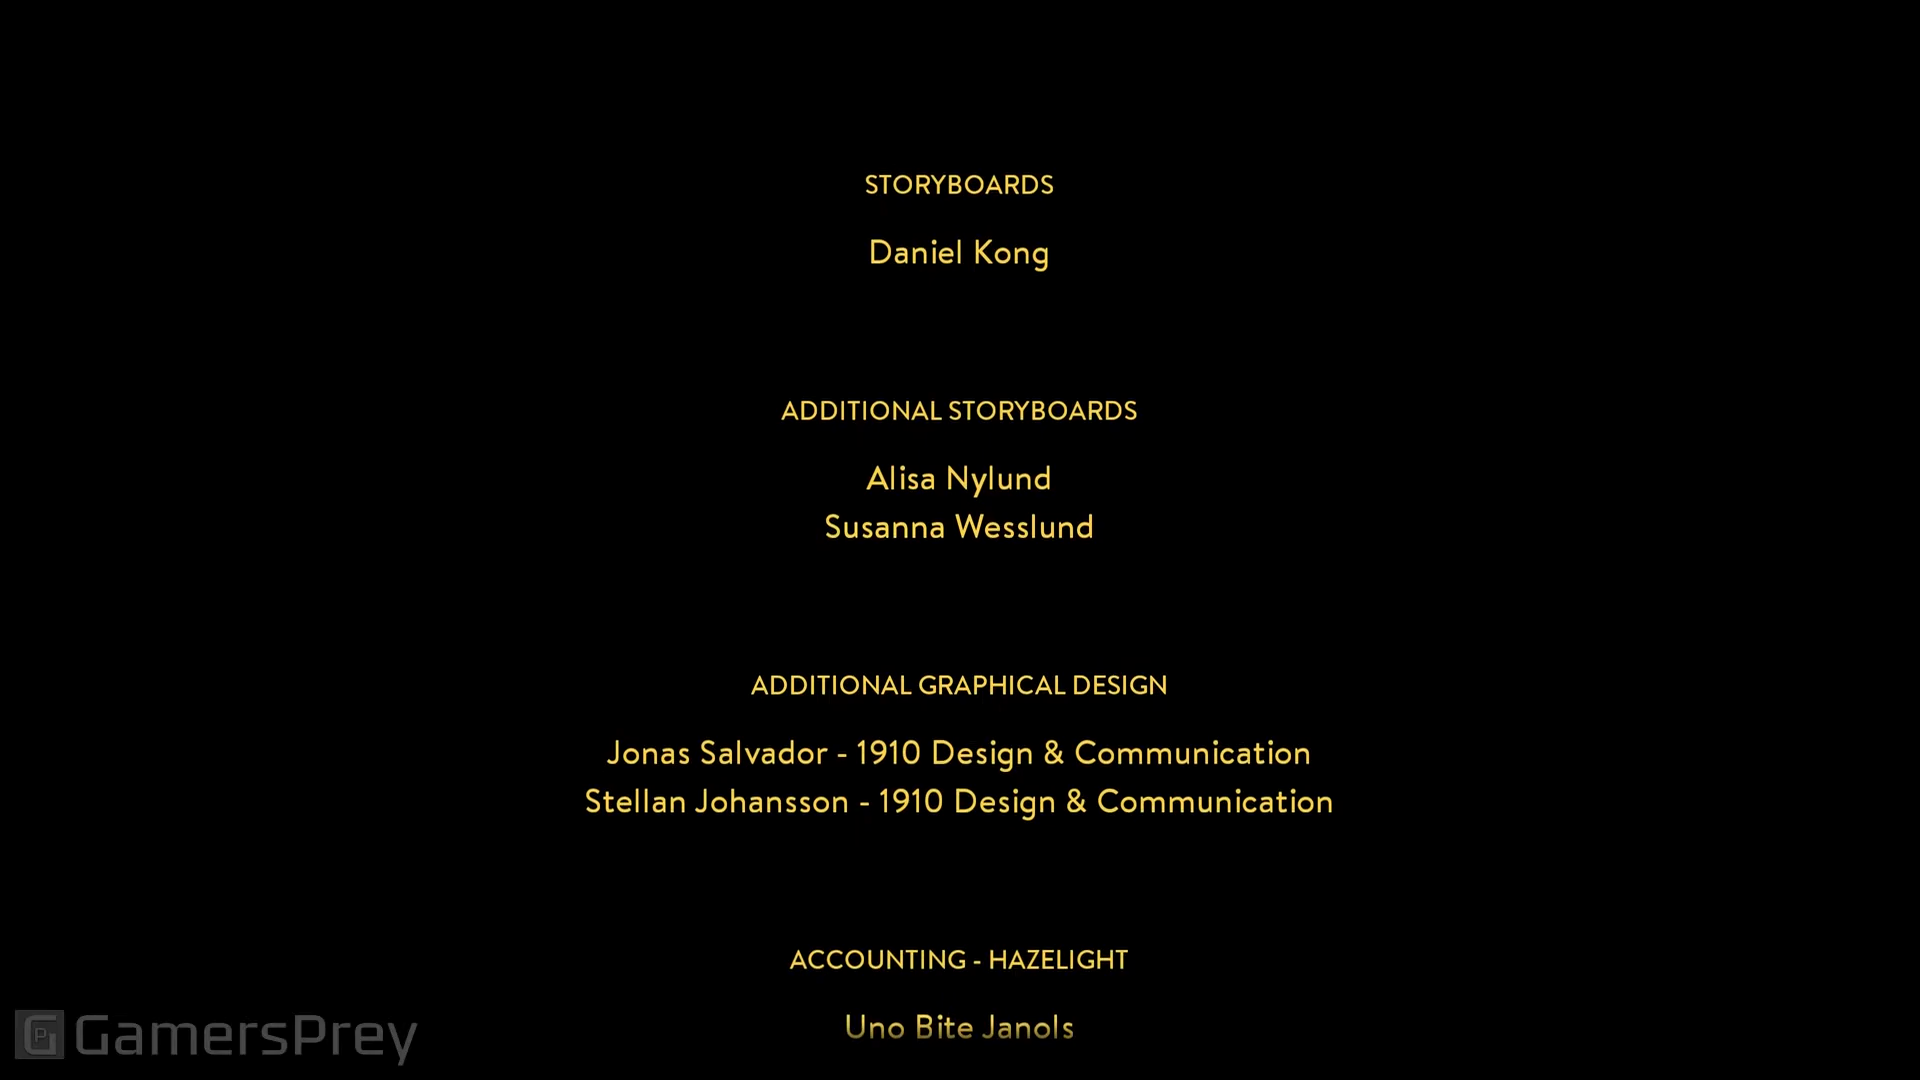 STORYBOARDS
Daniel Kong
ADDITIONAL STORYBOARDS
Alisa Nylund
Susanna Wesslund
ADDITIONAL GRAPHICAL DESIGN
Jonas Salvador - 1910 Design & Communication
Stellan Johansson - 1910 Design & Communication
ACCOUNTING - HAZELIGHT
Uno Bite Janols
GamersPrey